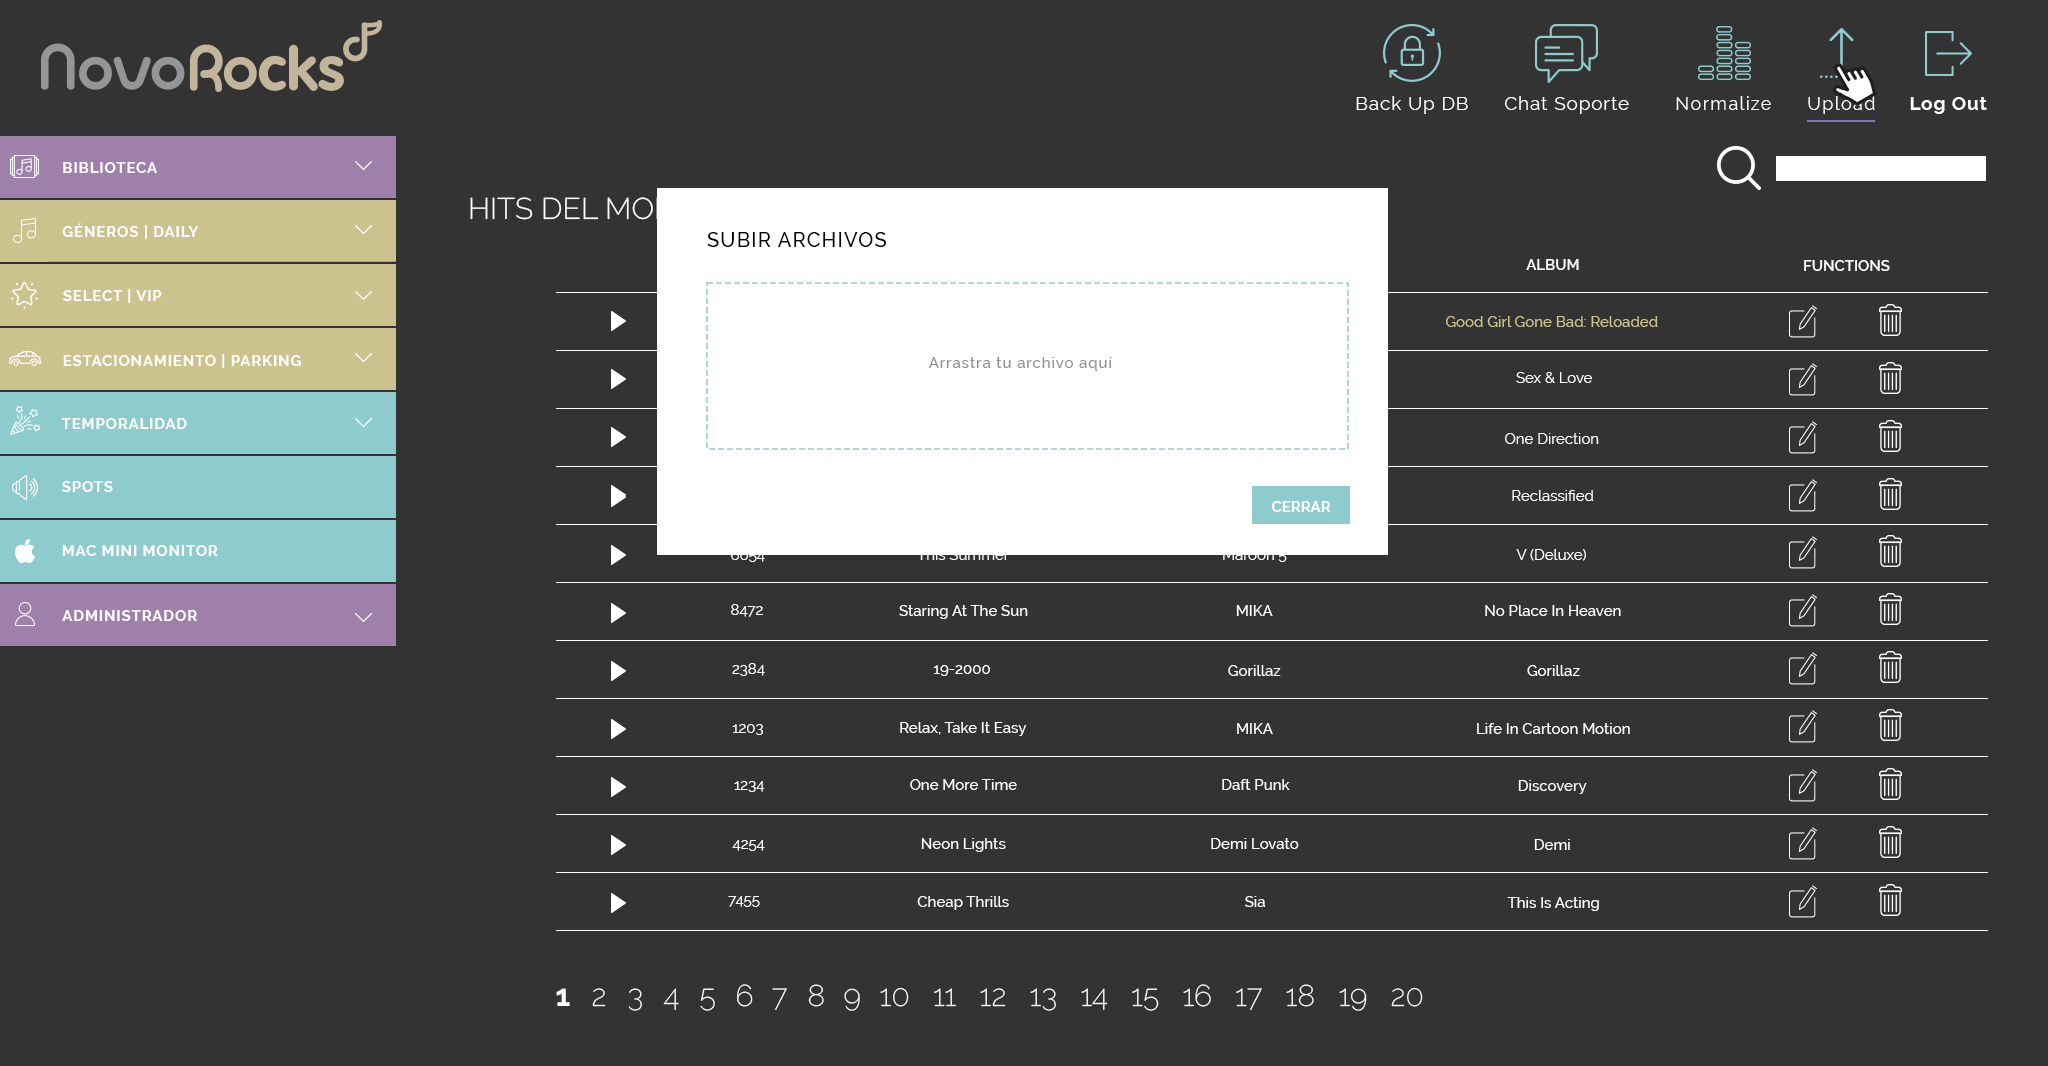 NovoRocks
Back Up DB
Chat Soporte
Normalize
Upload
Log Out
BIBLIOTECA
GÉNEROS | DAILY
SELECT | VIP
ESTACIONAMIENTO | PARKING
TEMPORALIDAD
SPOTS
MAC MINI MONITOR
ADMINISTRADOR
HITS DEL MO
SUBIR ARCHIVOS
Arrastra tu archivo aquí
CERRAR
ALBUM FUNCTIONS
Good Girl Gone Bad: Reloaded
Sex & Love
One Direction
Reclassified
6654 This Summer Maroon 5 V (Deluxe)
8472 Staring At The Sun MIKA No Place In Heaven
2384 19-2000 Gorillaz Gorillaz
1203 Relax, Take It Easy MIKA Life In Cartoon Motion
1234 One More Time Daft Punk Discovery
4254 Neon Lights Demi Lovato Demi
7455 Cheap Thrills Sia This Is Acting
1 2 3 4 5 6 7 8 9 10 11 12 13 14 15 16 17 18 19 20